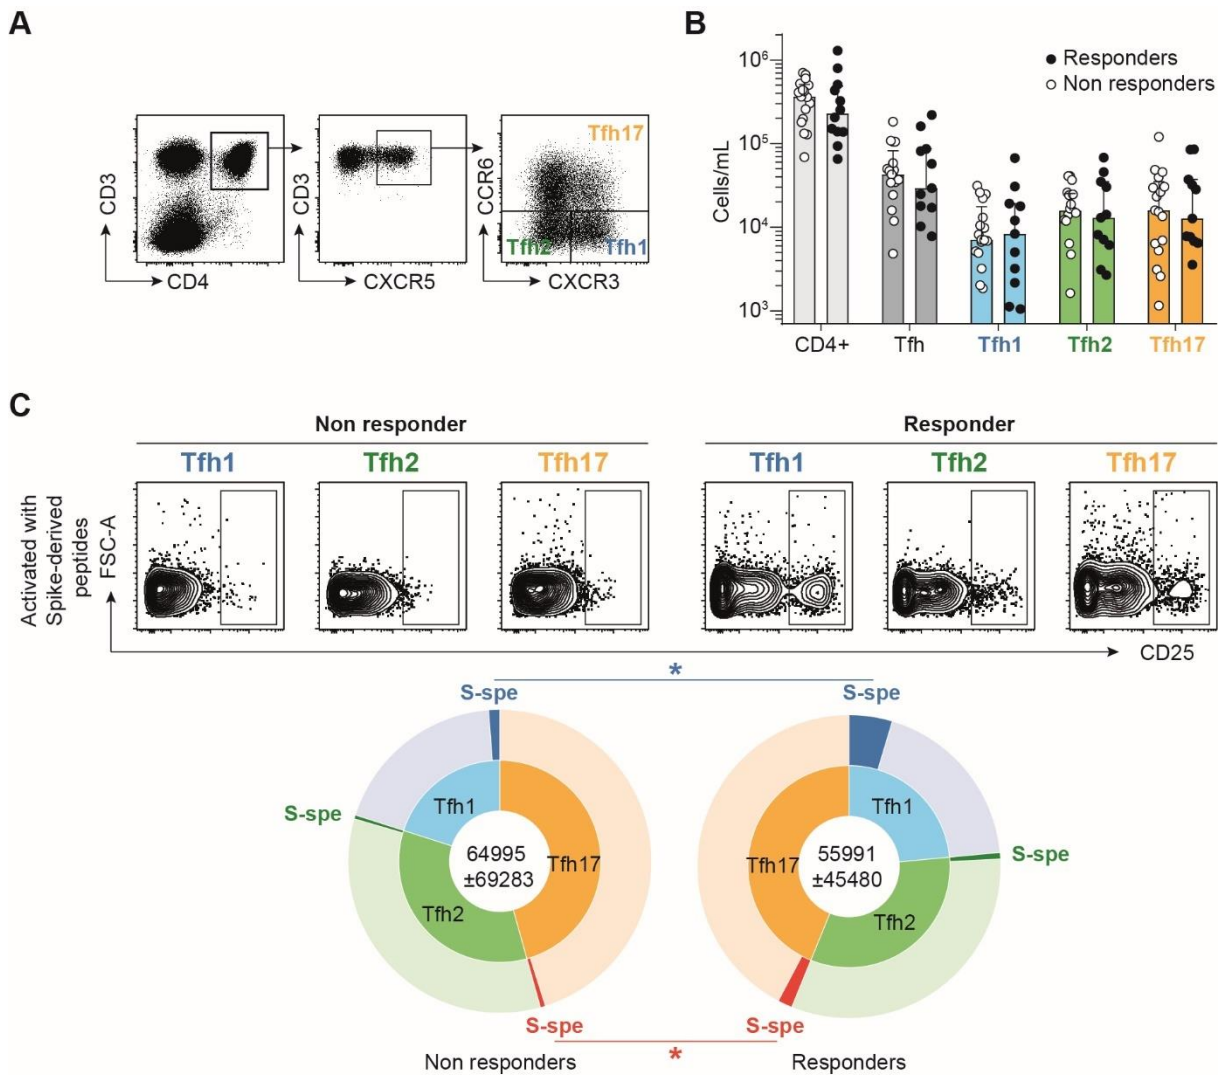 A
CD3
CD4
CD3
CXCR5
CCR6
CXCR3
Tfh17
Tfh2
Tfh1
B
Cells/mL
10⁶
10⁵
10⁴
10³
Responders
Non responders
CD4+
Tfh
Tfh1
Tfh2
Tfh17
C
Non responder
Responder
Tfh1
Tfh2
Tfh17
Tfh1
Tfh2
Tfh17
Activated with
Spike-derived
peptides
FSC-A
CD25
*
S-spe
S-spe
S-spe
Tfh1
Tfh17
Tfh2
64995
±69283
S-spe
Tfh1
Tfh17
Tfh2
55991
±45480
S-spe
S-spe
*
Non responders
Responders